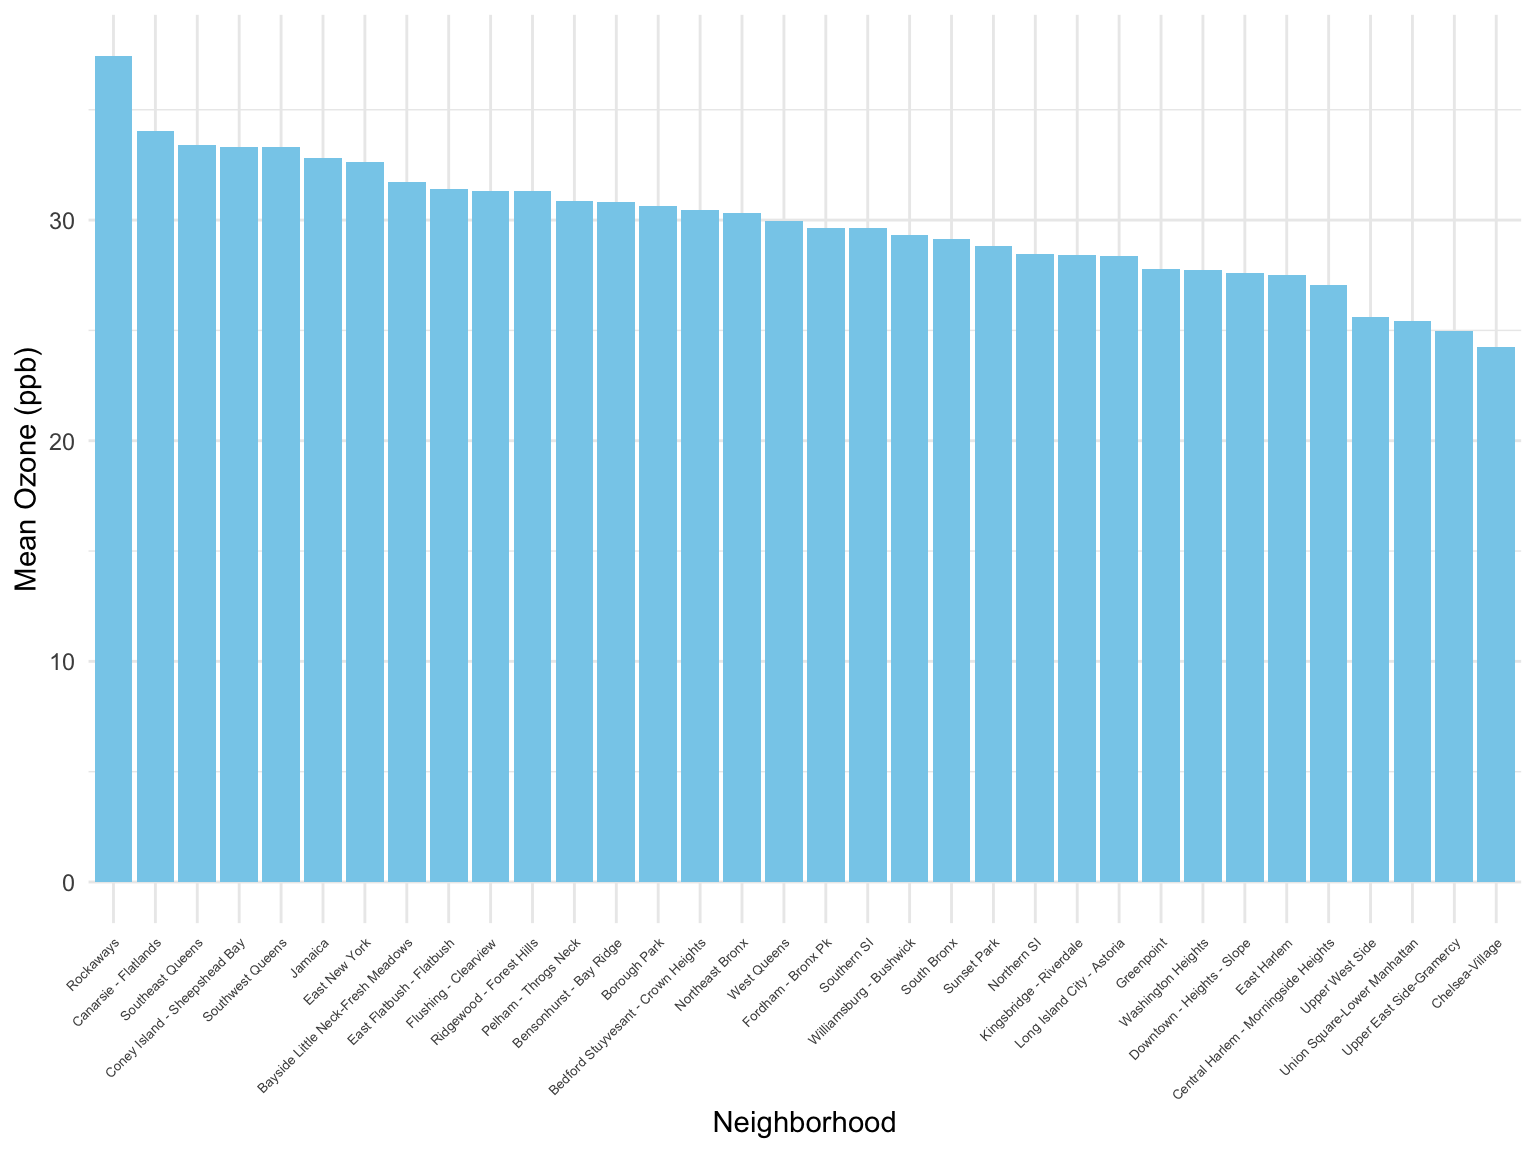 Mean Ozone (ppb)
30
20
10
0
Rockaways
Canarsie - Flatlands
Southeast Queens
Coney Island - Sheepshead Bay
Southwest Queens
Jamaica
East New York
Bayside Little Neck-Fresh Meadows
East Flatbush - Flatbush
Flushing - Clearview
Ridgewood - Forest Hills
Pelham - Throgs Neck
Bensonhurst - Bay Ridge
Borough Park
Bedford Stuyvesant - Crown Heights
Northeast Bronx
West Queens
Fordham - Bronx Pk
Southern SI
Williamsburg - Bushwick
South Bronx
Sunset Park
Northern SI
Kingsbridge - Riverdale
Long Island City - Astoria
Greenpoint
Washington Heights
Downtown - Heights - Slope
East Harlem
Central Harlem - Morningside Heights
Upper West Side
Union Square-Lower Manhattan
Upper East Side-Gramercy
Chelsea-Village
Neighborhood